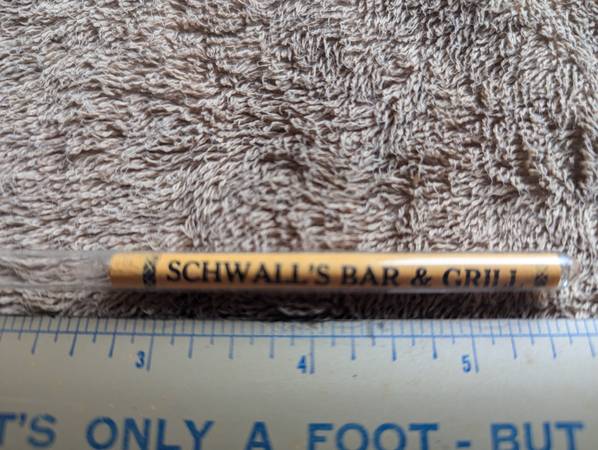 SCHWALL'S BAR & GRILL
3 4 5
T'S ONLY A FOOT - BUT